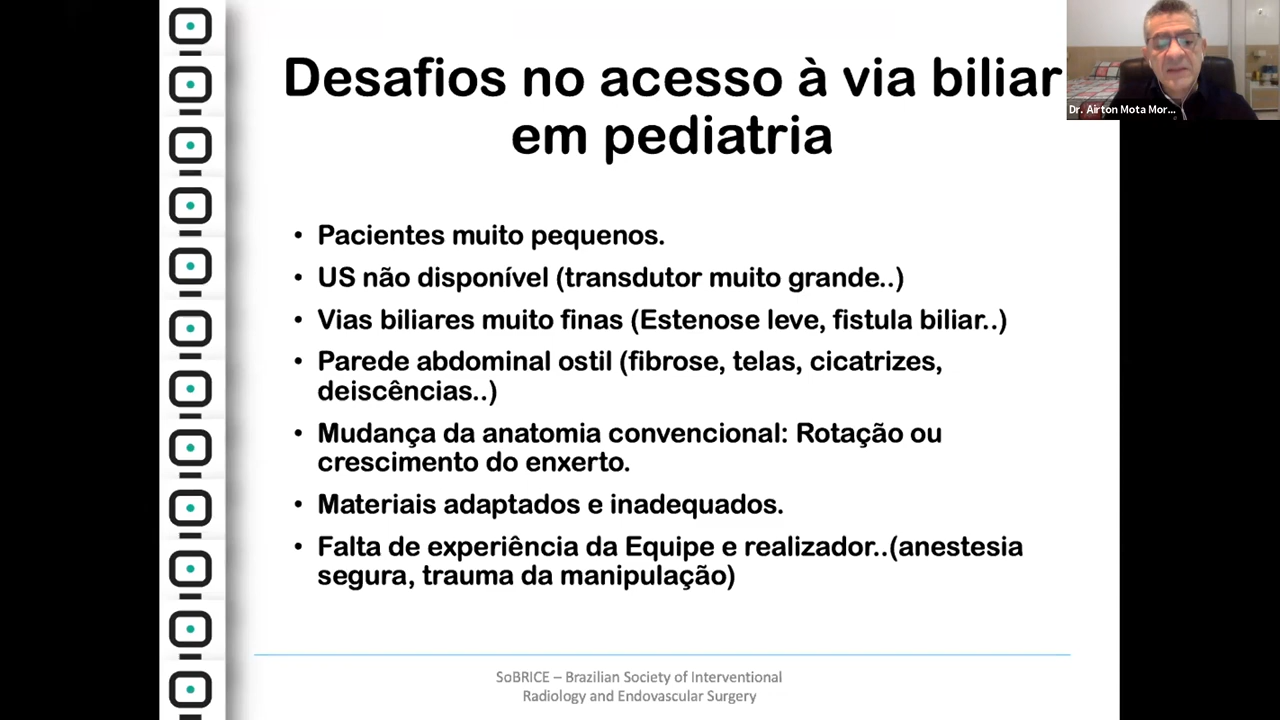 Desafios no acesso à via biliar
em pediatria
Dr. Airton Mota Mor...
• Pacientes muito pequenos.
• US não disponível (transdutor muito grande..)
• Vias biliares muito finas (Estenose leve, fistula biliar..)
• Parede abdominal ostil (fibrose, telas, cicatrizes,
deiscências..)
• Mudança da anatomia convencional: Rotação ou
crescimento do enxerto.
• Materiais adaptados e inadequados.
• Falta de experiência da Equipe e realizador..(anestesia
segura, trauma da manipulação)
SoBRICE – Brazilian Society of Interventional
Radiology and Endovascular Surgery